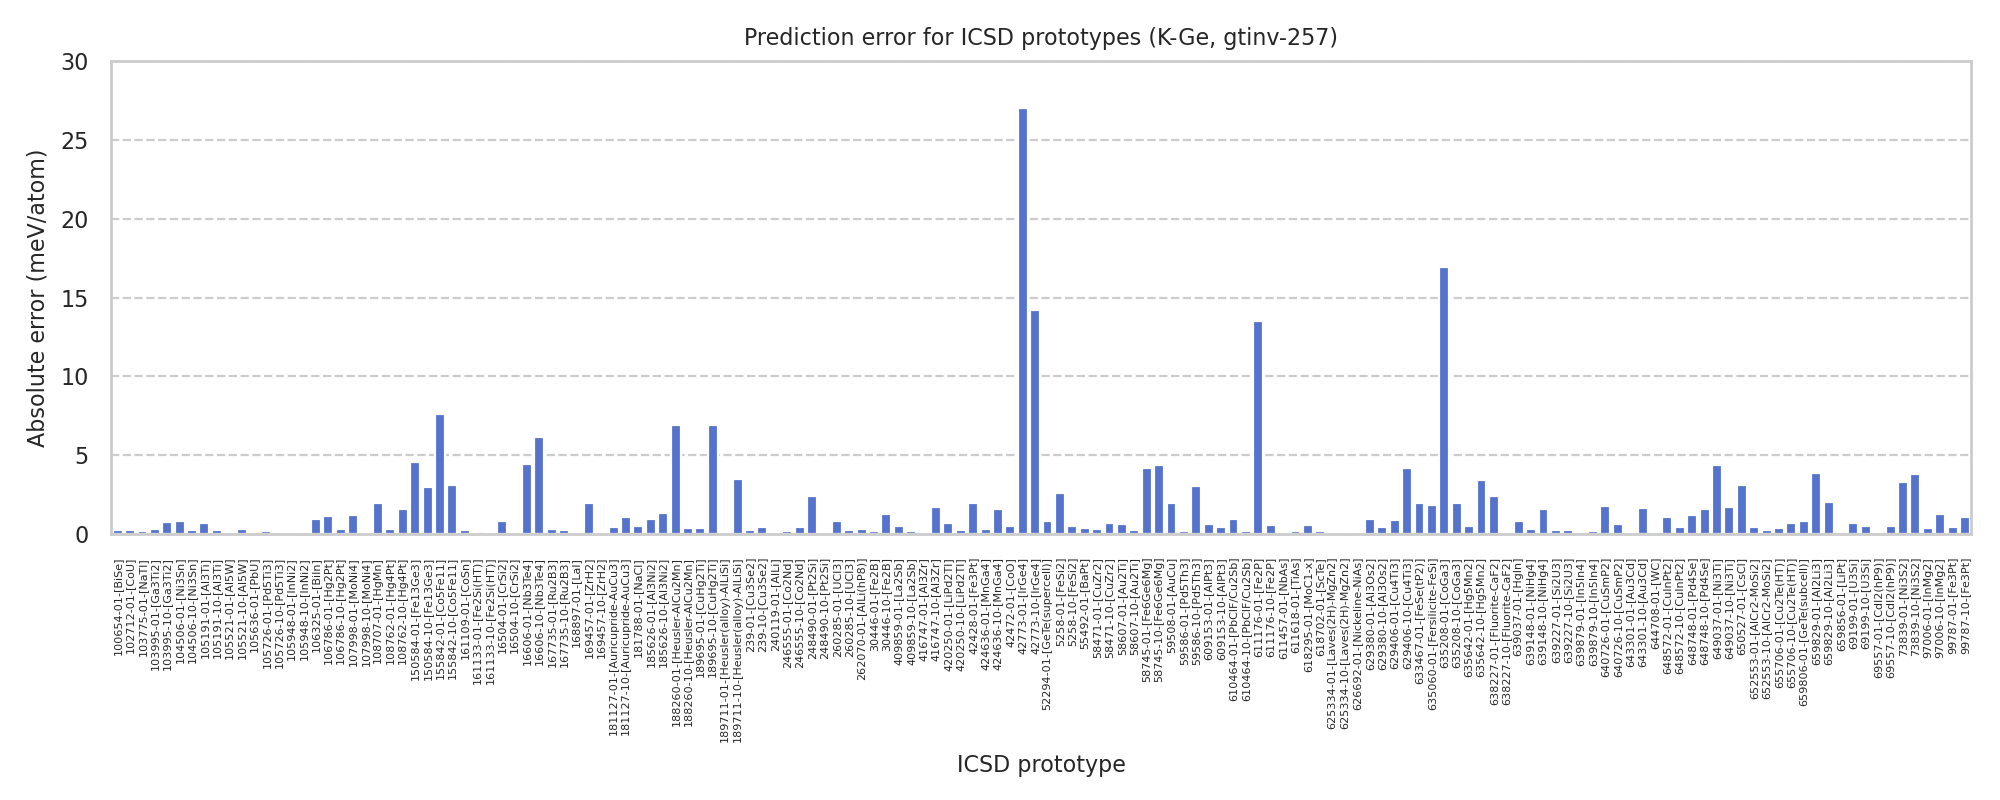 Prediction error for ICSD prototypes (K-Ge, gtinv-257)
Absolute error (meV/atom)
30
25
20
15
10
5
0
100654-01-[BiSe]
102712-01-[CoU]
103775-01-[NaTl]
103995-01-[Ga3Ti2]
103995-10-[Ga3Ti2]
104506-01-[Ni3Sn]
104506-10-[Ni3Sn]
105191-01-[Al3Ti]
105191-10-[Al3Ti]
105521-01-[Al5W]
105521-10-[Al5W]
105636-01-[PbU]
105726-01-[Pd5Ti3]
105726-10-[Pd5Ti3]
105948-01-[InNi2]
105948-10-[InNi2]
106325-01-[BiIn]
106786-01-[Hg2Pt]
106786-10-[Hg2Pt]
107998-01-[MoNi4]
107998-10-[MoNi4]
108707-01-[HgMn]
108762-01-[Hg4Pt]
108762-10-[Hg4Pt]
150584-01-[Fe13Ge3]
150584-10-[Fe13Ge3]
155842-01-[Co5Fe11]
155842-10-[Co5Fe11]
161109-01-[CoSn]
161133-01-[Fe2Si(HT)]
161133-10-[Fe2Si(HT)]
16504-01-[CrSi2]
16504-10-[CrSi2]
16606-01-[Nb3Te4]
16606-10-[Nb3Te4]
167735-01-[Ru2B3]
167735-10-[Ru2B3]
168897-01-[LaI]
169457-01-[ZrH2]
169457-10-[ZrH2]
181127-01-[Auricupride-AuCu3]
181127-10-[Auricupride-AuCu3]
181788-01-[NaCl]
185626-01-[Al3Ni2]
185626-10-[Al3Ni2]
188260-01-[Heusler-AlCu2Mn]
188260-10-[Heusler-AlCu2Mn]
189695-01-[CuHg2Ti]
189695-10-[CuHg2Ti]
189711-01-[Heusler(alloy)-AlLiSi]
189711-10-[Heusler(alloy)-AlLiSi]
239-01-[Cu3Se2]
239-10-[Cu3Se2]
240119-01-[AlLi]
246555-01-[Co2Nd]
246555-10-[Co2Nd]
248490-01-[Pt2Si]
248490-10-[Pt2Si]
260285-01-[UCl3]
260285-10-[UCl3]
262070-01-[AlLi(hP8)]
30446-01-[Fe2B]
30446-10-[Fe2B]
409859-01-[La2Sb]
409859-10-[La2Sb]
416747-01-[Al3Zr]
416747-10-[Al3Zr]
420250-01-[LiPd2Tl]
420250-10-[LiPd2Tl]
42428-01-[Fe3Pt]
424636-01-[MnGa4]
424636-10-[MnGa4]
42472-01-[CoO]
42773-01-[IrGe4]
42773-10-[IrGe4]
52294-01-[GeTe(supercell)]
5258-01-[FeSi2]
5258-10-[FeSi2]
55492-01-[BaPt]
58471-01-[CuZr2]
58471-10-[CuZr2]
58607-01-[Au2Ti]
58607-10-[Au2Ti]
58745-01-[Fe6Ge6Mg]
58745-10-[Fe6Ge6Mg]
59508-01-[AuCu]
59586-01-[Pd5Th3]
59586-10-[Pd5Th3]
609153-01-[AlPt3]
609153-10-[AlPt3]
610464-01-[PbClF/Cu2Sb]
610464-10-[PbClF/Cu2Sb]
611176-01-[Fe2P]
611176-10-[Fe2P]
611457-01-[NbAs]
611618-01-[TiAs]
618295-01-[MoC1-x]
618702-01-[ScTe]
625334-01-[Laves(2H)-MgZn2]
625334-10-[Laves(2H)-MgZn2]
626692-01-[Nickeline-NiAs]
629380-01-[Al3Os2]
629380-10-[Al3Os2]
629406-01-[Cu4Ti3]
629406-10-[Cu4Ti3]
633467-01-[FeSe(tP2)]
635060-01-[Fersilicite-FeSi]
635208-01-[CoGa3]
635208-10-[CoGa3]
635642-01-[Hg5Mn2]
635642-10-[Hg5Mn2]
638227-01-[Fluorite-CaF2]
638227-10-[Fluorite-CaF2]
639037-01-[HgIn]
639148-01-[NiHg4]
639148-10-[NiHg4]
639227-01-[Si2U3]
639227-10-[Si2U3]
639879-01-[In5In4]
639879-10-[In5In4]
640726-01-[CuSmP2]
640726-10-[CuSmP2]
643301-01-[Au3Cd]
643301-10-[Au3Cd]
644708-01-[WC]
648572-01-[CuInPt2]
648572-10-[CuInPt2]
648748-01-[Pd4Se]
648748-10-[Pd4Se]
649037-01-[Ni3Ti]
649037-10-[Ni3Ti]
650527-01-[CsCl]
652553-01-[AlCr2-MoSi2]
652553-10-[AlCr2-MoSi2]
655706-01-[Cu2Te(HT)]
655706-10-[Cu2Te(HT)]
659806-01-[GeTe(subcell)]
659829-01-[Al2Li3]
659829-10-[Al2Li3]
659856-01-[LiPt]
69199-01-[U3Si]
69199-10-[U3Si]
69557-01-[CdI2(hP9)]
69557-10-[CdI2(hP9)]
73839-01-[Ni3S2]
73839-10-[Ni3S2]
97006-01-[InMg2]
97006-10-[InMg2]
99787-01-[Fe3Pt]
99787-10-[Fe3Pt]
ICSD prototype